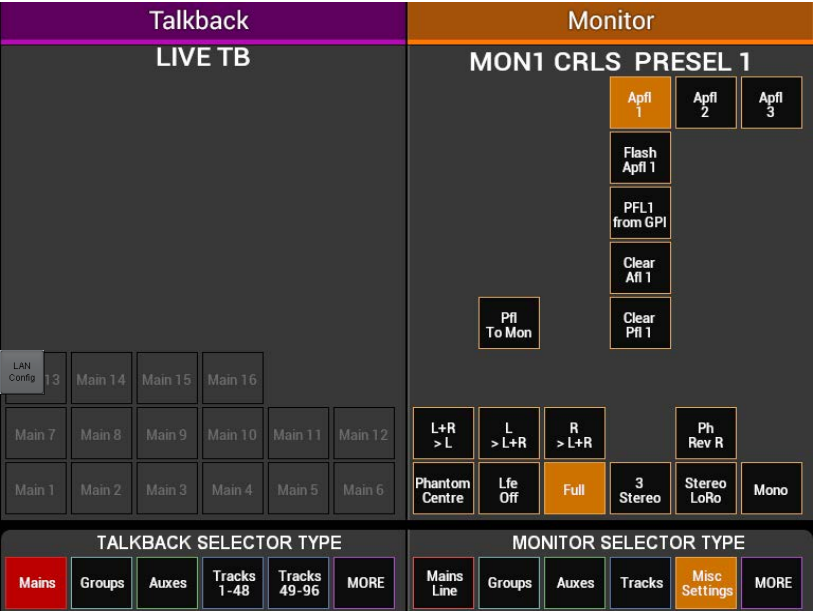 Talkback
Monitor
LIVE TB
MON1 CRLS PRESEL 1
Apfl
1
Apfl
2
Apfl
3
Flash
Apfl 1
PFL1
from GPI
Clear
Afl 1
Pfl
To Mon
Clear
Pfl 1
LAN
Config
13
Main 14
Main 15
Main 16
Main 7
Main 8
Main 9
Main 10
Main 11
Main 12
L+R
>L
L
>L+R
R
>L+R
Ph
Rev R
Main 1
Main 2
Main 3
Main 4
Main 5
Main 6
Phantom
Centre
Lfe
Off
Full
3
Stereo
Stereo
LoRo
Mono
TALKBACK SELECTOR TYPE
MONITOR SELECTOR TYPE
Mains
Groups
Auxes
Tracks
1-48
Tracks
49-96
MORE
Mains
Line
Groups
Auxes
Tracks
Misc
Settings
MORE